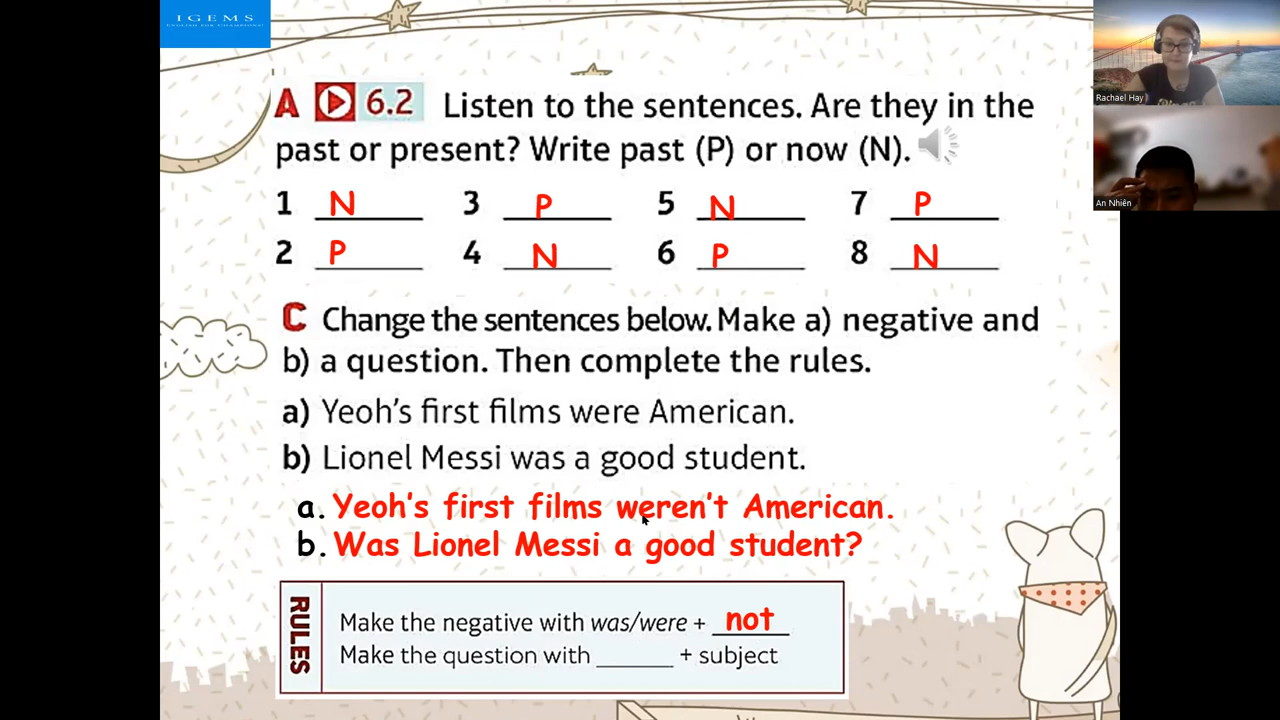 IGEMS
ENGLISH FOR CHAMPIONS
A 6.2 Listen to the sentences. Are they in the
past or present? Write past (P) or now (N).
1 N 3 P 5 N 7 P
2 P 4 N 6 P 8 N
C Change the sentences below. Make a) negative and
b) a question. Then complete the rules.
a) Yeoh's first films were American.
b) Lionel Messi was a good student.
a. Yeoh's first films weren't American.
b. Was Lionel Messi a good student?
RULES
Make the negative with was/were + not
Make the question with ______ + subject
Rachael Hay
An Nhiên